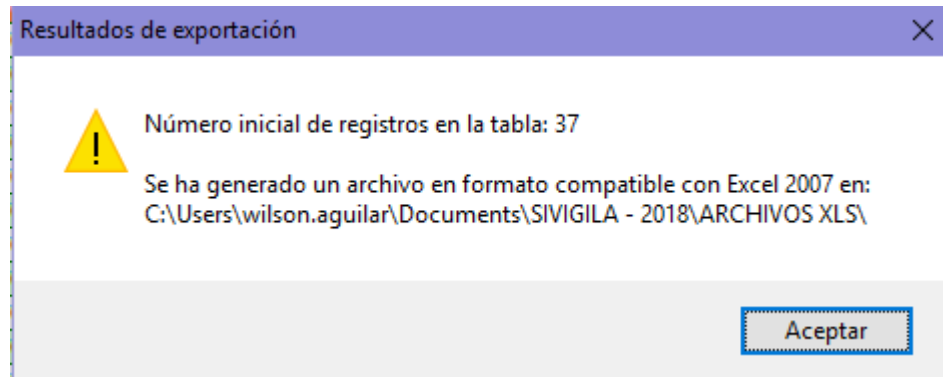 Resultados de exportación
Número inicial de registros en la tabla: 37
Se ha generado un archivo en formato compatible con Excel 2007 en:
C:\Users\wilson.aguilar\Documents\SIVIGILA - 2018\ARCHIVOS XLS\
Aceptar